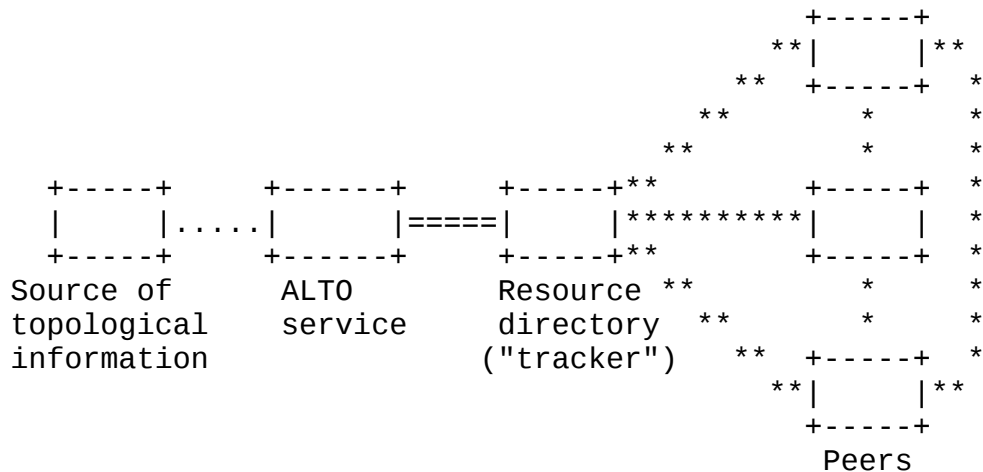 Source of ALTO Resource
topological service directory
information ("tracker")
Peers